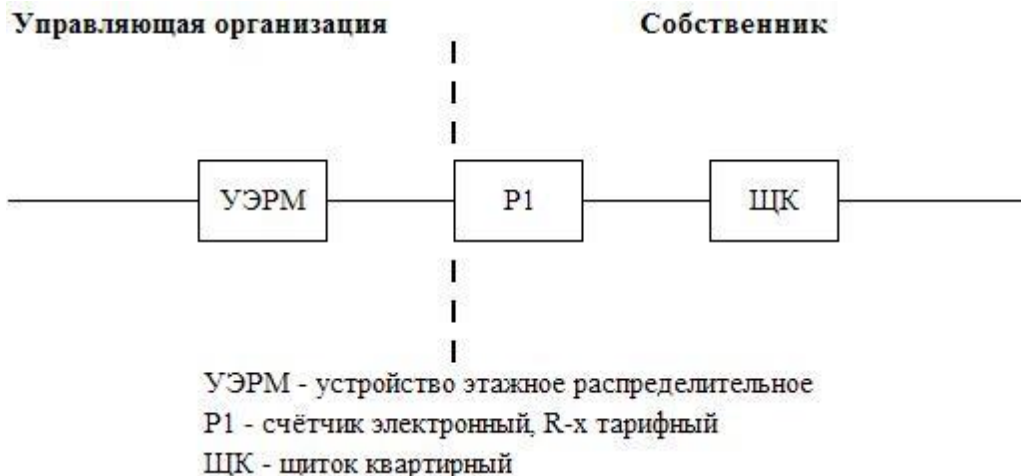 Управляющая организация
Собственник
УЭРМ
Р1
ЩК
УЭРМ - устройство этажное распределительное
Р1 - счётчик электронный, R-х тарифный
ЩК - щиток квартирный